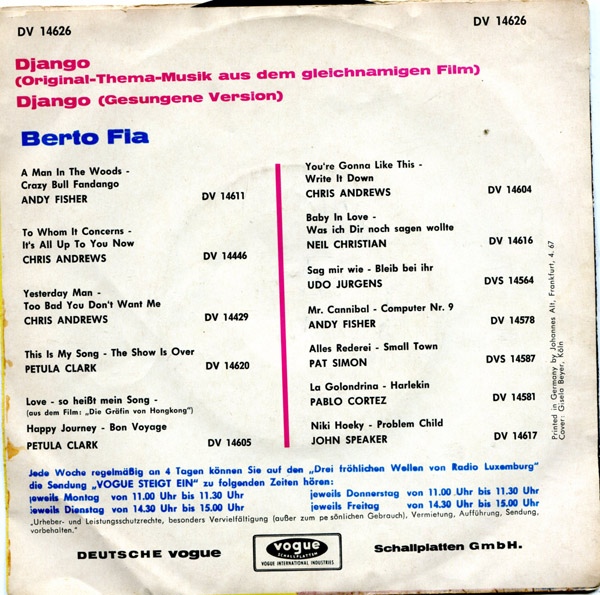 DV 14626
DV 14626
Django
(Original-Thema-Musik aus dem gleichnamigen Film)
Django (Gesungene Version)
Berto Fia
A Man In The Woods -
Crazy Bull Fandango
ANDY FISHER DV 14611
To Whom It Concerns -
It's All Up To You Now
CHRIS ANDREWS DV 14446
Yesterday Man -
Too Bad You Don't Want Me
CHRIS ANDREWS DV 14429
This Is My Song - The Show Is Over
PETULA CLARK DV 14620
Love - so heißt mein Song -
(aus dem Film: „Die Gräfin von Hongkong")
Happy Journey - Bon Voyage
PETULA CLARK DV 14605
You're Gonna Like This -
Write It Down
CHRIS ANDREWS DV 14604
Baby In Love -
Was ich Dir noch sagen wollte
NEIL CHRISTIAN DV 14616
Sag mir wie - Bleib bei ihr
UDO JURGENS DVS 14564
Mr. Cannibal - Computer Nr. 9
ANDY FISHER DV 14578
Alles Rederei - Small Town
PAT SIMON DVS 14587
La Golondrina - Harlekin
PABLO CORTEZ DV 14581
Niki Hoeky - Problem Child
JOHN SPEAKER DV 14617
Printed in Germany by Johannes Alt, Frankfurt, 4. 67
Cover: Gisela Beyer, Köln
Jede Woche regelmäßig an 4 Tagen können Sie auf den „Drei fröhlichen Wellen von Radio Luxemburg"
die Sendung „VOGUE STEIGT EIN" zu folgenden Zeiten hören:
jeweils Montag von 11.00 Uhr bis 11.30 Uhr jeweils Donnerstag von 11.00 Uhr bis 11.30 Uhr
jeweils Dienstag von 14.30 Uhr bis 15.00 Uhr jeweils Freitag von 14.30 Uhr bis 15.00 Uhr
„Urheber- und Leistungsschutzrechte, besonders Vervielfältigung (außer zum persönlichen Gebrauch), Vermietung, Aufführung, Sendung,
vorbehalten."
DEUTSCHE vogue
vogue
SCHALLPLATTEN
VOGUE INTERNATIONAL INDUSTRIES
Schallplatten GmbH.